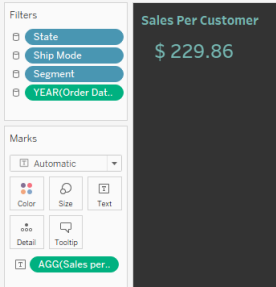 Filters
State
Ship Mode
Segment
YEAR(Order Dat..
Marks
Automatic
Color
Size
Text
Detail
Tooltip
AGG(Sales per..
Sales Per Customer
$ 229.86